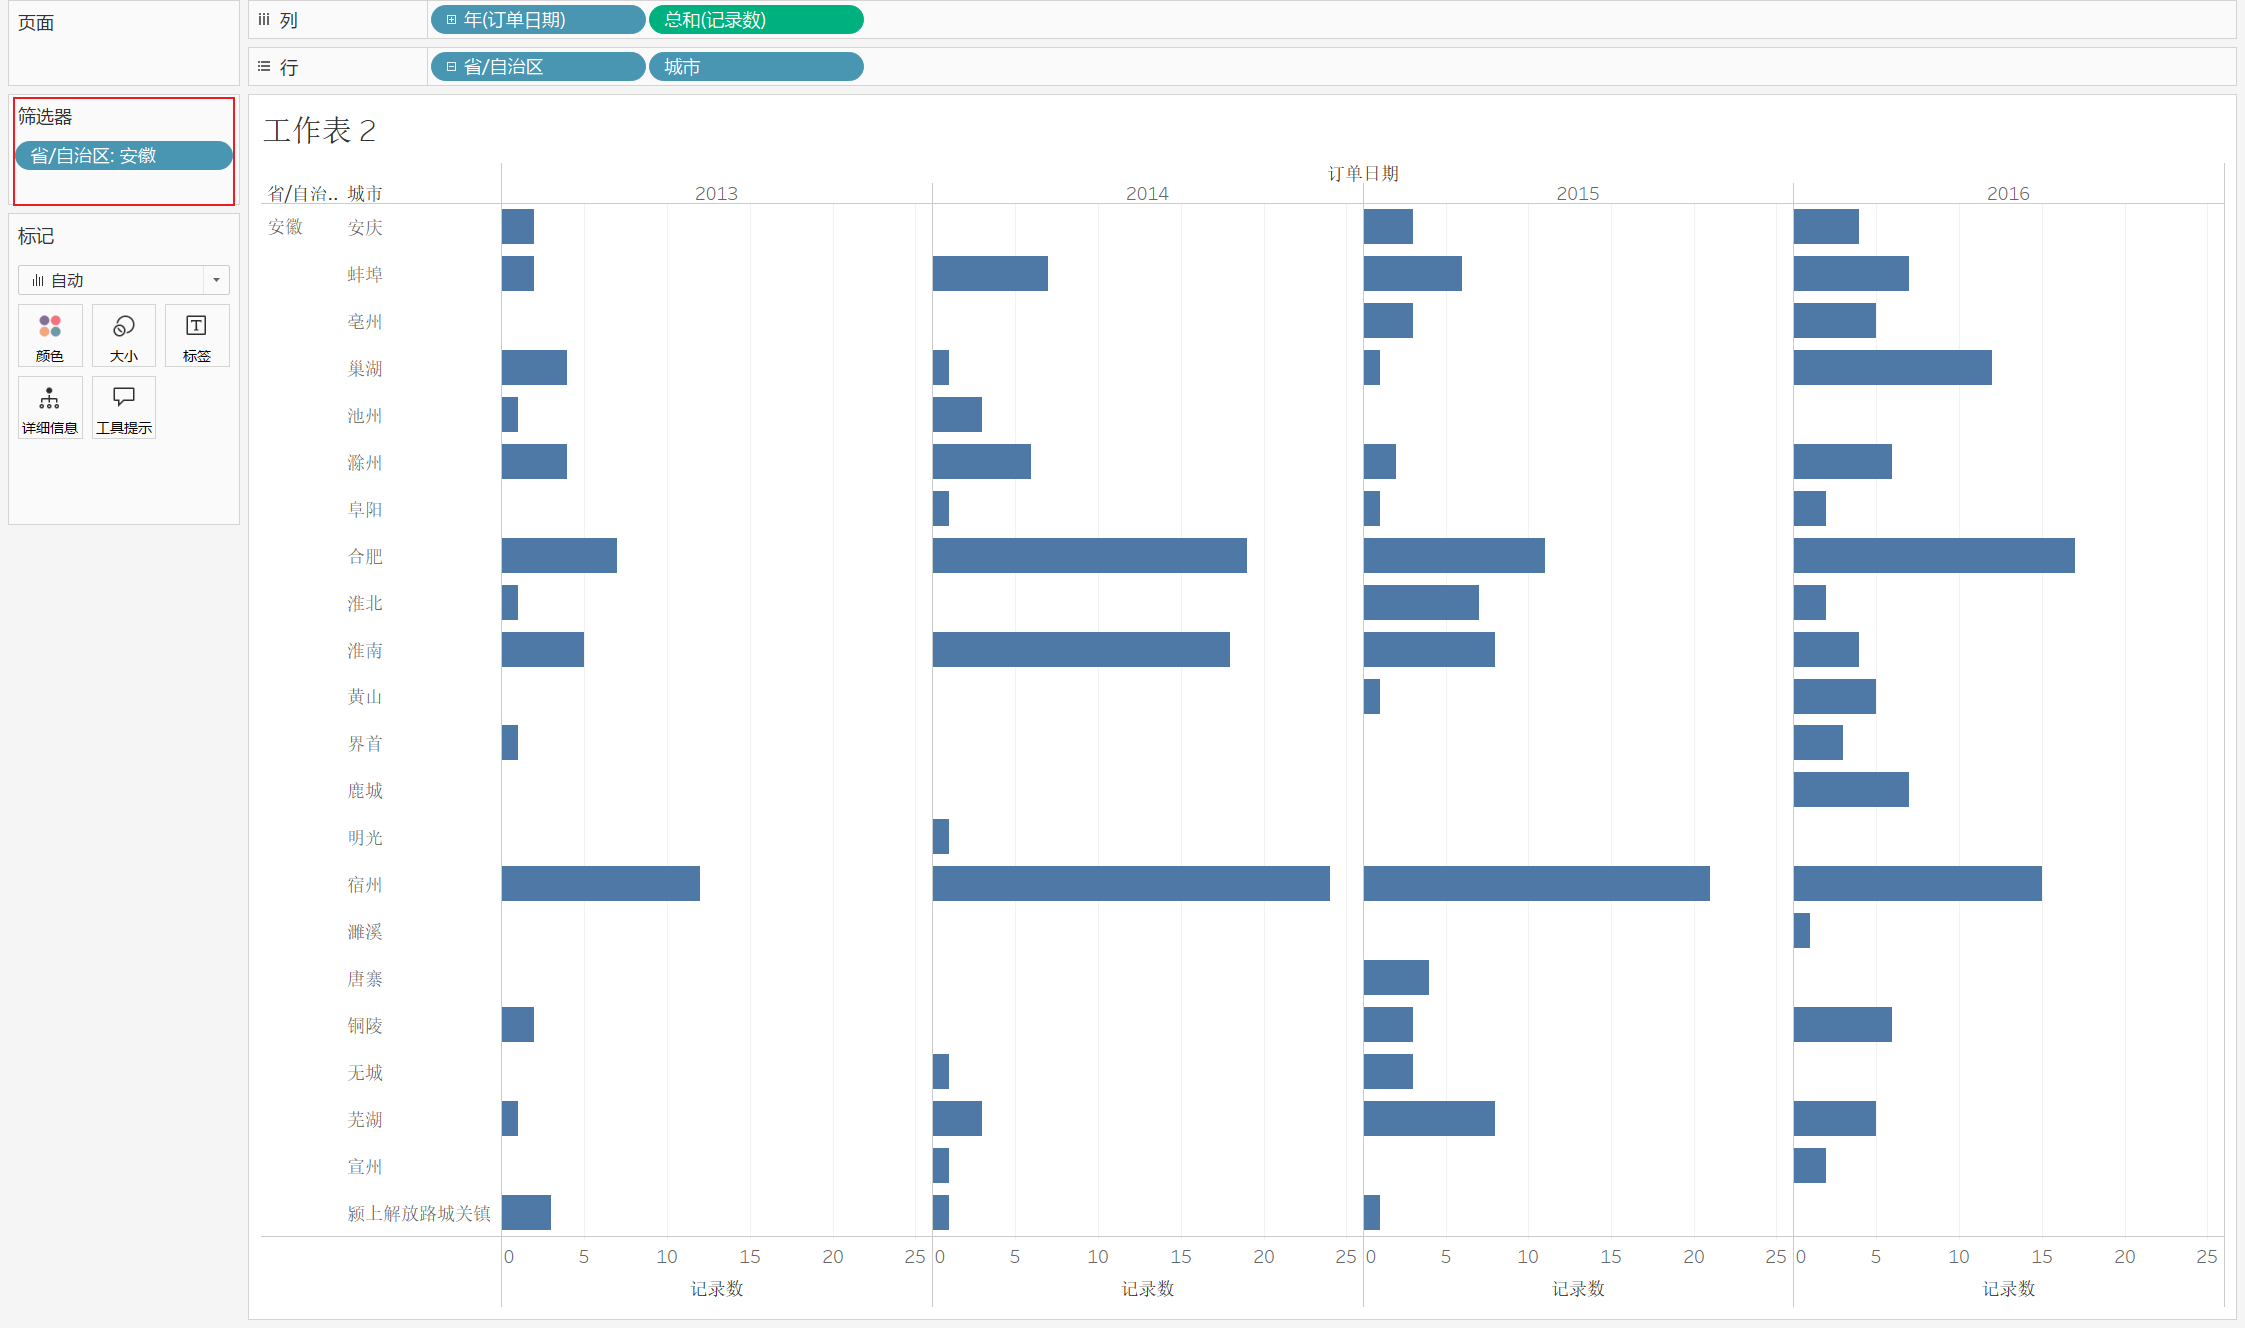 页面
列
年(订单日期)
总和(记录数)
行
省/自治区
城市
筛选器
省/自治区: 安徽
标记
自动
颜色
大小
标签
详细信息
工具提示
工作表 2
订单日期
省/自治.. 城市 2013 2014 2015 2016
安徽 安庆
蚌埠
亳州
巢湖
池州
滁州
阜阳
合肥
淮北
淮南
黄山
界首
鹿城
明光
宿州
濉溪
唐寨
铜陵
无城
芜湖
宣州
颍上解放路城关镇
0 5 10 15 20 25 0 5 10 15 20 25 0 5 10 15 20 25 0 5 10 15 20 25
记录数 记录数 记录数 记录数